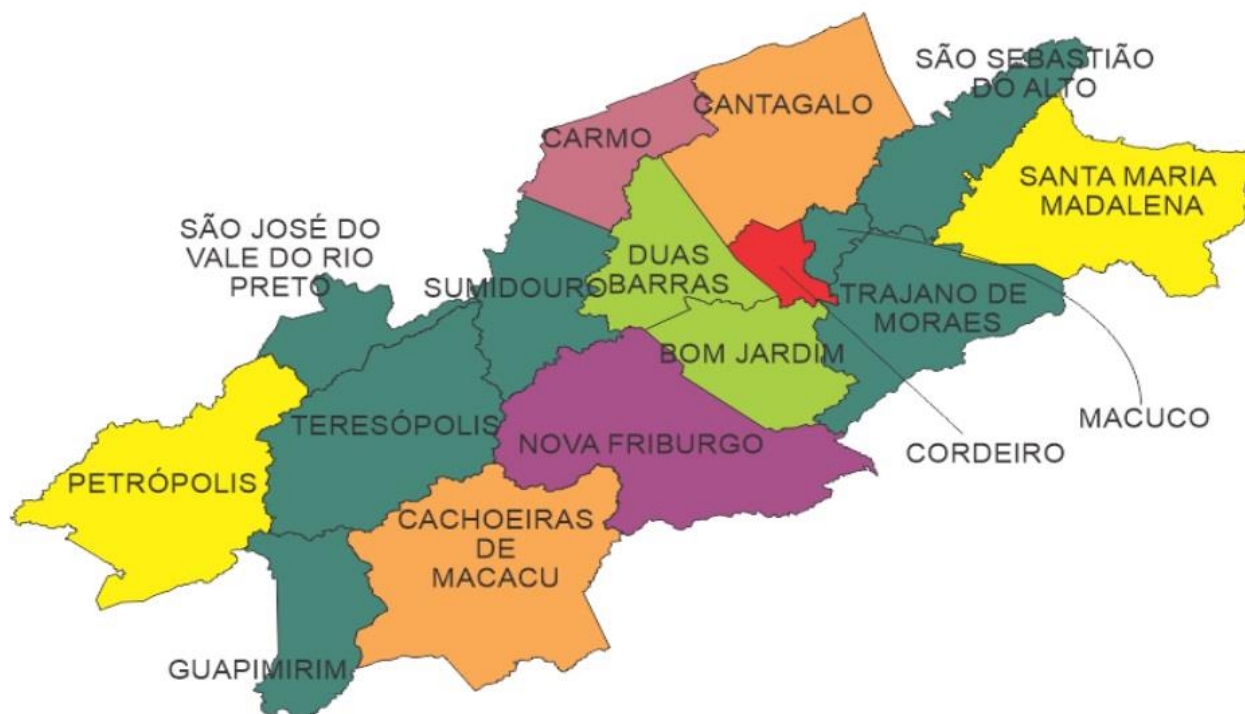 SÃO SEBASTIÃO
DO ALTO
CANTAGALO
CARMO
SANTA MARIA
MADALENA
SÃO JOSÉ DO
VALE DO RIO
PRETO
DUAS
BARRAS
SUMIDOURO
TRAJANO DE
MORAES
BOM JARDIM
MACUCO
TERESÓPOLIS
NOVA FRIBURGO
CORDEIRO
PETRÓPOLIS
CACHOEIRAS
DE
MACACU
GUAPIMIRIM